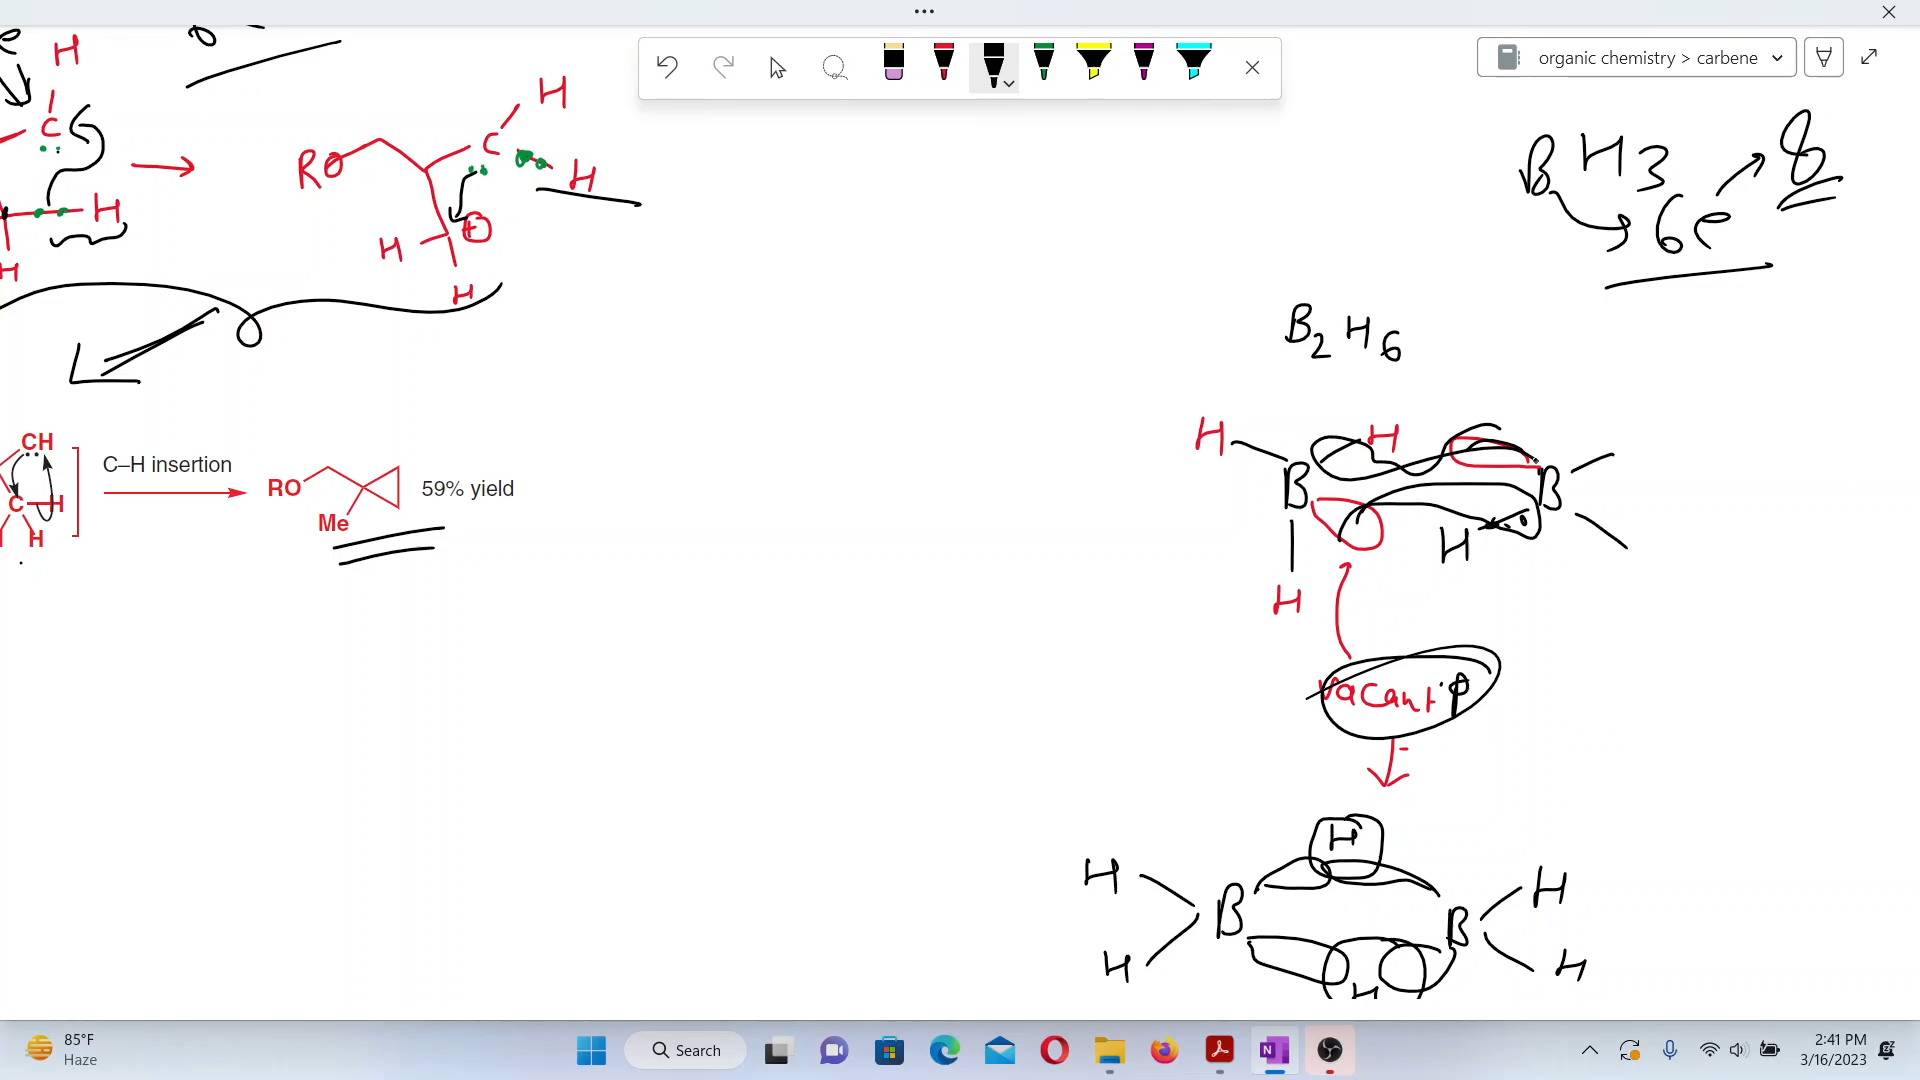 organic chemistry > carbene
H
C
H
H
RO
C
H
H
+
H
H
BH3
6e
8
B2H6
H
B
H
B
H
H
vacant p
H
H
B
B
H
H
H
H
CH
C
H
H
C–H insertion
RO
Me
59% yield
85°F
Haze
Search
2:41 PM
3/16/2023